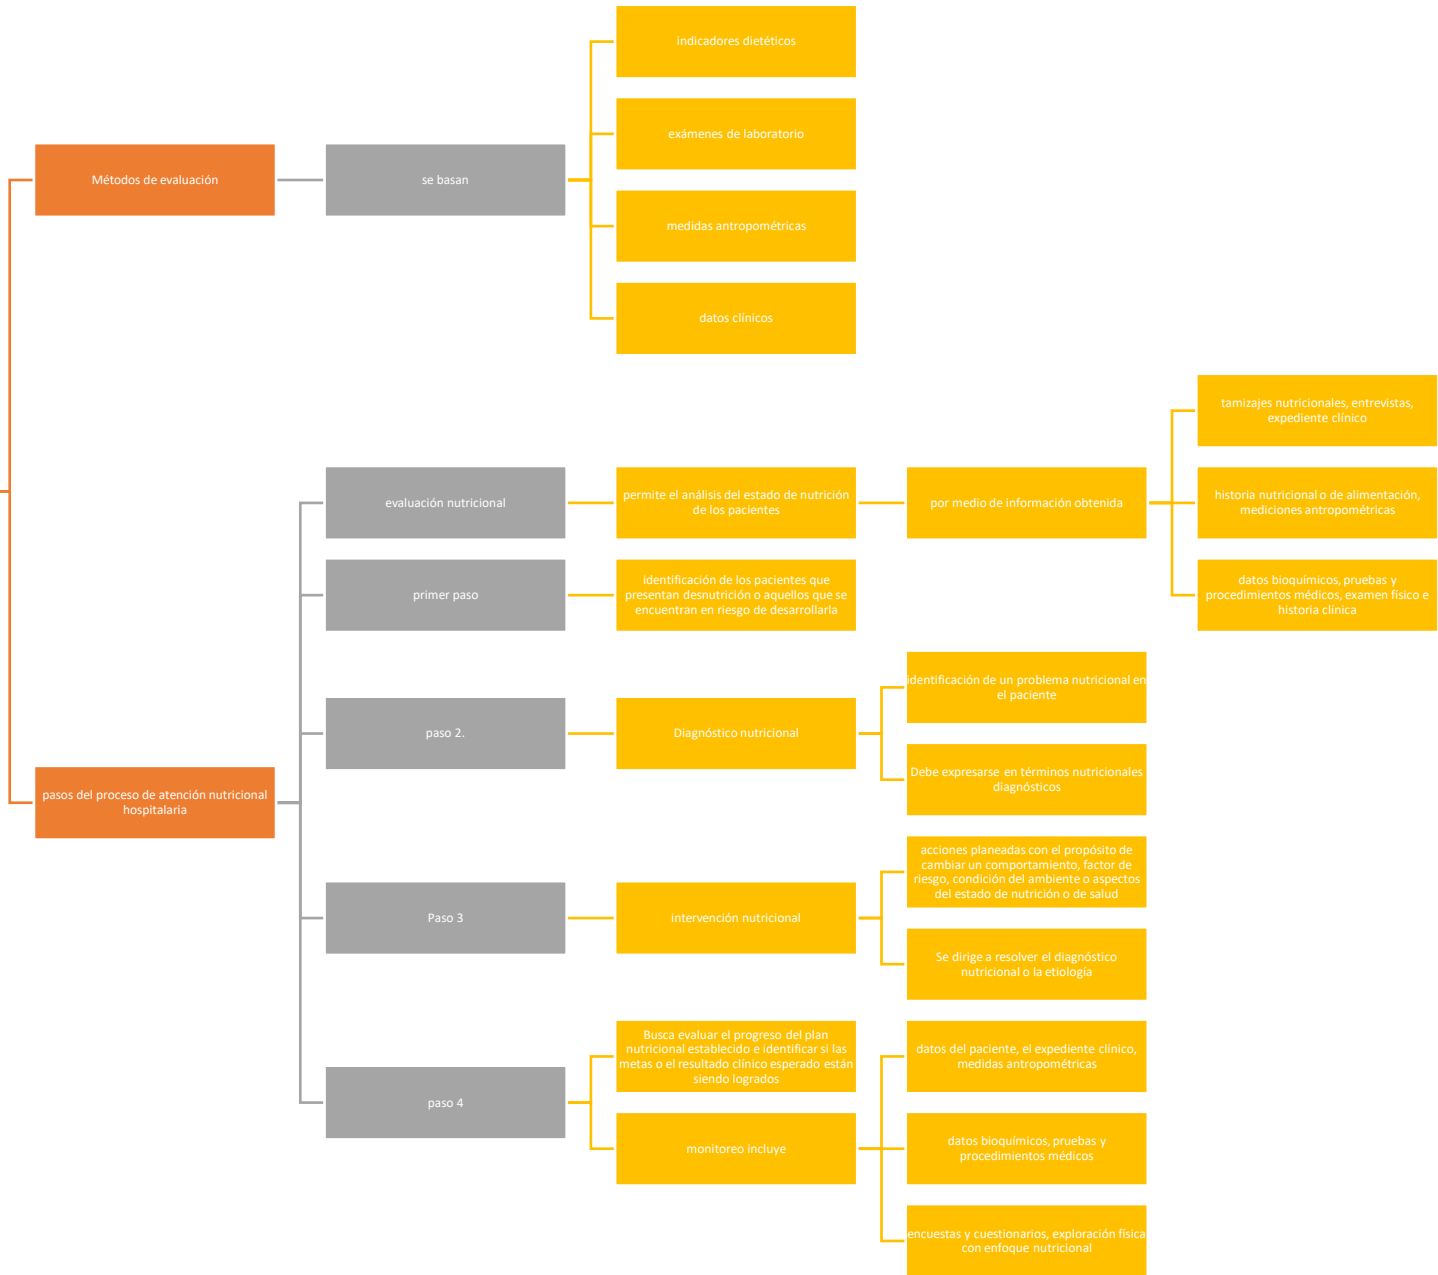 Métodos de evaluación
se basan
indicadores dietéticos
exámenes de laboratorio
medidas antropométricas
datos clínicos
pasos del proceso de atención nutricional
hospitalaria
evaluación nutricional
permite el análisis del estado de nutrición
de los pacientes
por medio de información obtenida
tamizajes nutricionales, entrevistas,
expediente clínico
historia nutricional o de alimentación,
mediciones antropométricas
datos bioquímicos, pruebas y
procedimientos médicos, examen físico e
historia clínica
primer paso
identificación de los pacientes que
presentan desnutrición o aquellos que se
encuentran en riesgo de desarrollarla
paso 2.
Diagnóstico nutricional
identificación de un problema nutricional en
el paciente
Debe expresarse en términos nutricionales
diagnósticos
Paso 3
intervención nutricional
acciones planeadas con el propósito de
cambiar un comportamiento, factor de
riesgo, condición del ambiente o aspectos
del estado de nutrición o de salud
Se dirige a resolver el diagnóstico
nutricional o la etiología
paso 4
Busca evaluar el progreso del plan
nutricional establecido e identificar si las
metas o el resultado clínico esperado están
siendo logrados
monitoreo incluye
datos del paciente, el expediente clínico,
medidas antropométricas
datos bioquímicos, pruebas y
procedimientos médicos
encuestas y cuestionarios, exploración física
con enfoque nutricional